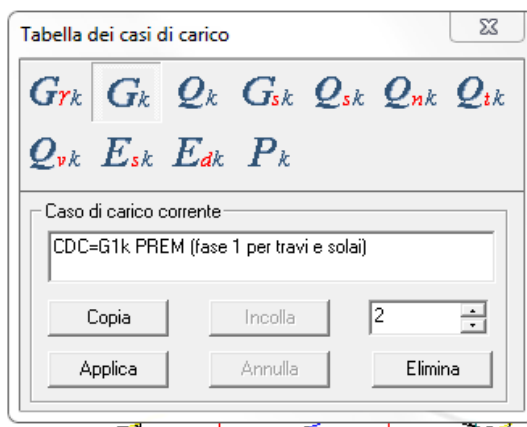 Tabella dei casi di carico
Gγk Gk Qk Gsk Qsk Qnk Qtk
Qvk Esk Edk Pk
Caso di carico corrente
CDC=G1k PREM (fase 1 per travi e solai)
Copia Incolla 2
Applica Annulla Elimina